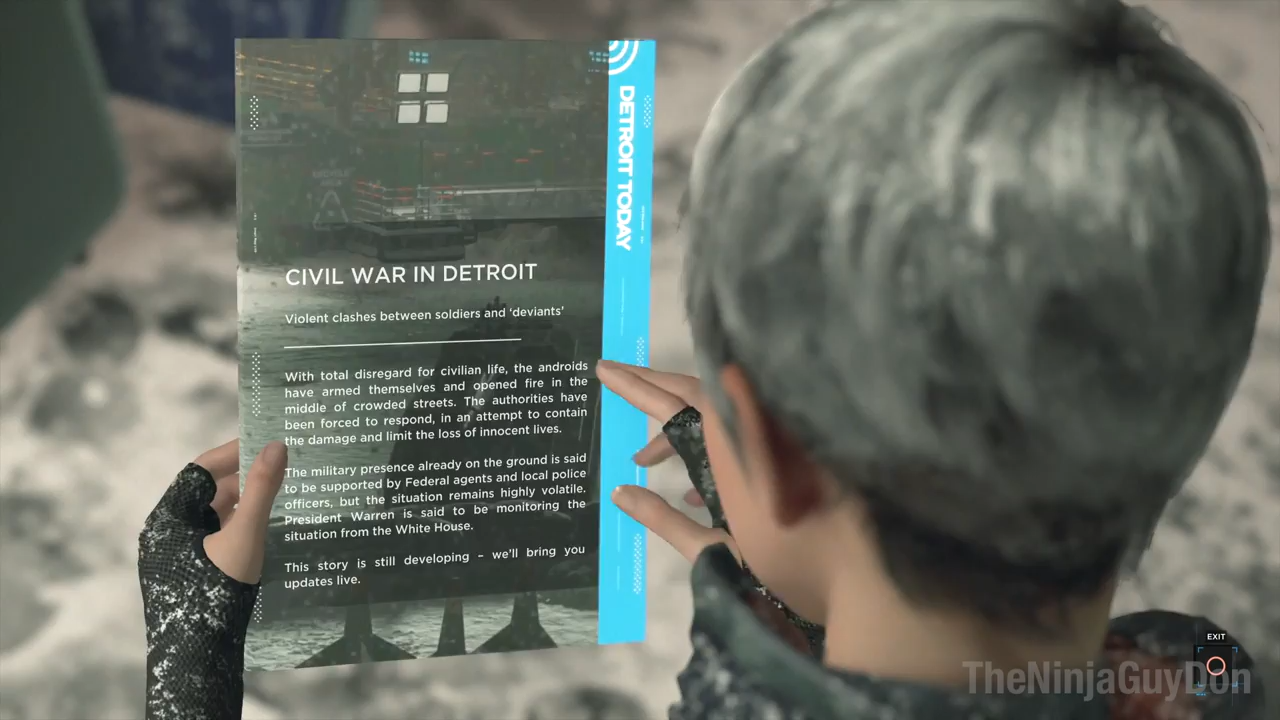 DETROIT TODAY
CIVIL WAR IN DETROIT
Violent clashes between soldiers and ‘deviants’
With total disregard for civilian life, the androids
have armed themselves and opened fire in the
middle of crowded streets. The authorities have
been forced to respond, in an attempt to contain
the damage and limit the loss of innocent lives.
The military presence already on the ground is said
to be supported by Federal agents and local police
officers, but the situation remains highly volatile.
President Warren is said to be monitoring the
situation from the White House.
This story is still developing – we’ll bring you
updates live.
EXIT
TheNinjaGuyDon